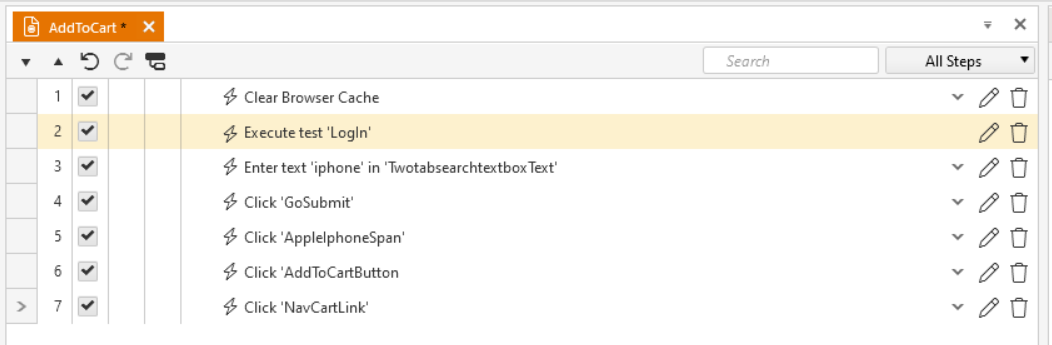 AddToCart *
Search
All Steps
1 Clear Browser Cache
2 Execute test 'LogIn'
3 Enter text 'iphone' in 'TwotabsearchtextboxText'
4 Click 'GoSubmit'
5 Click 'AppleIphoneSpan'
6 Click 'AddToCartButton
7 Click 'NavCartLink'